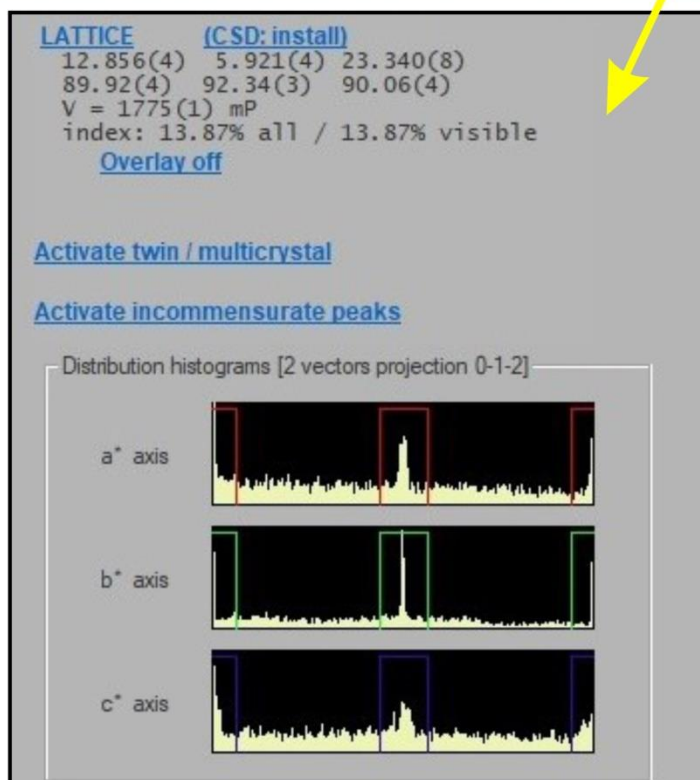 LATTICE (CSD: install)
12.856(4) 5.921(4) 23.340(8)
89.92(4) 92.34(3) 90.06(4)
V = 1775(1) mP
index: 13.87% all / 13.87% visible
Overlay off
Activate twin / multicrystal
Activate incommensurate peaks
Distribution histograms [2 vectors projection 0-1-2]
a* axis
b* axis
c* axis